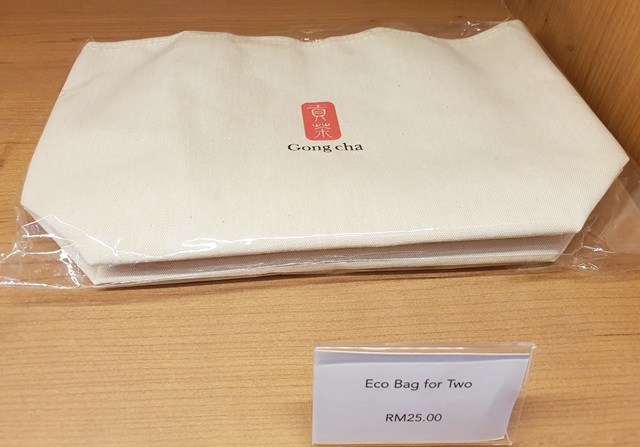 貢茶
Gong cha
Eco Bag for Two
RM25.00